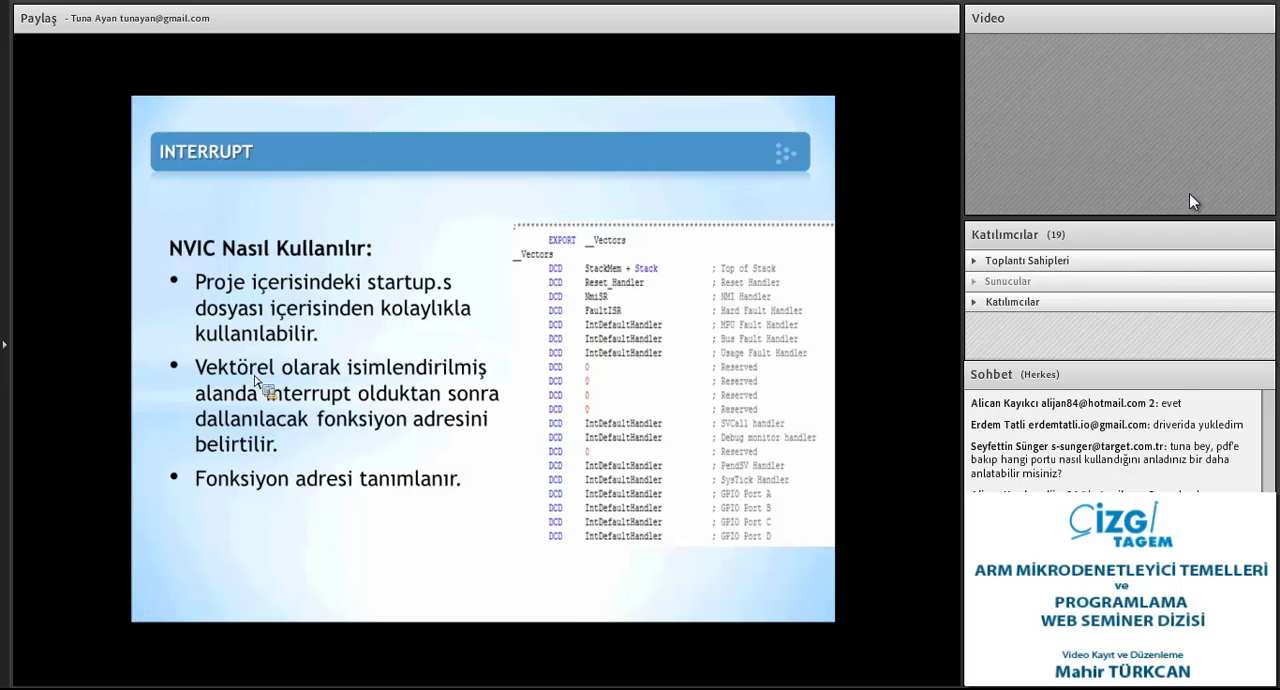 Paylaş - Tuna Ayan tunayan@gmail.com
INTERRUPT
NVIC Nasıl Kullanılır:
• Proje içerisindeki startup.s
dosyası içerisinden kolaylıkla
kullanılabilir.
• Vektörel olarak isimlendirilmiş
alanda interrupt olduktan sonra
dallanılacak fonksiyon adresini
belirtilir.
• Fonksiyon adresi tanımlanır.
EXPORT __Vectors
__Vectors
DCD StackMem + Stack ; Top of Stack
DCD Reset_Handler ; Reset Handler
DCD NmiSR ; NMI Handler
DCD FaultISR ; Hard Fault Handler
DCD IntDefaultHandler ; MPU Fault Handler
DCD IntDefaultHandler ; Bus Fault Handler
DCD IntDefaultHandler ; Usage Fault Handler
DCD 0 ; Reserved
DCD 0 ; Reserved
DCD 0 ; Reserved
DCD 0 ; Reserved
DCD IntDefaultHandler ; SVCall handler
DCD IntDefaultHandler ; Debug monitor handler
DCD 0 ; Reserved
DCD IntDefaultHandler ; PendSV Handler
DCD IntDefaultHandler ; SysTick Handler
DCD IntDefaultHandler ; GPIO Port A
DCD IntDefaultHandler ; GPIO Port B
DCD IntDefaultHandler ; GPIO Port C
DCD IntDefaultHandler ; GPIO Port D
Video
Katılımcılar (19)
Toplantı Sahipleri
Sunucular
Katılımcılar
Sohbet (Herkes)
Alican Kayıkcı alijan84@hotmail.com 2: evet
Erdem Tatli erdemtatli.io@gmail.com: driverida yukledim
Seyfettin Sünger s-sunger@target.com.tr: tuna bey, pdf'e
bakıp hangi portu nasıl kullandığını anladınız bir daha
anlatabilir misiniz?
ÇİZGİ
TAGEM
ARM MİKRODENETLEYİCİ TEMELLERİ
ve
PROGRAMLAMA
WEB SEMİNER DİZİSİ
Video Kayıt ve Düzenleme
Mahir TÜRKCAN